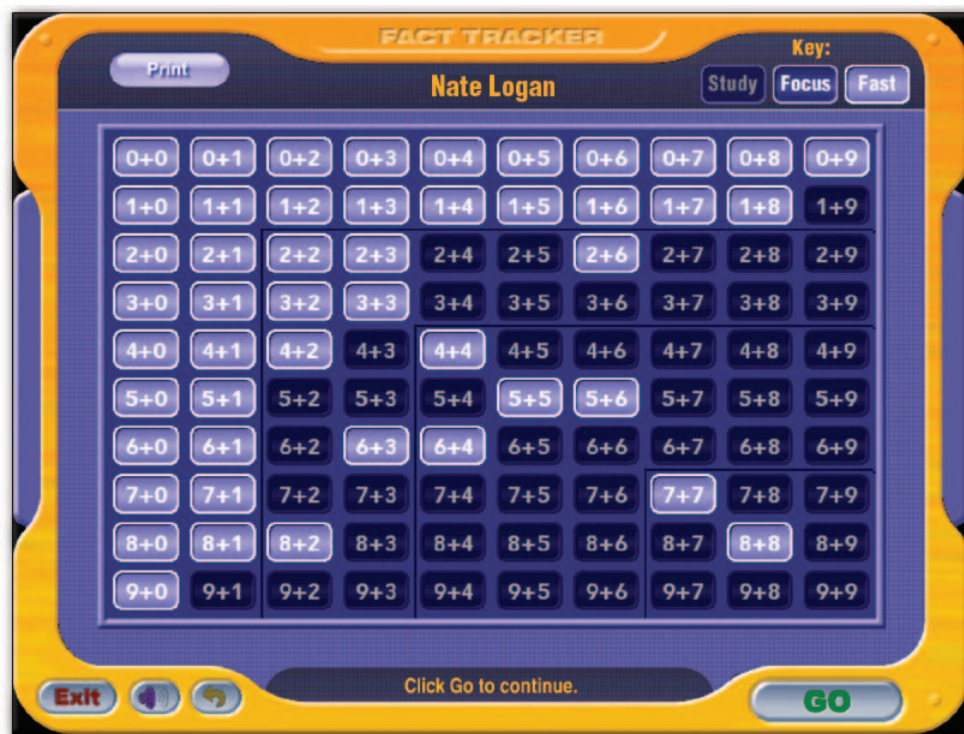 FACT TRACKER
Key:
Print
Nate Logan
Study Focus Fast
0+0 0+1 0+2 0+3 0+4 0+5 0+6 0+7 0+8 0+9
1+0 1+1 1+2 1+3 1+4 1+5 1+6 1+7 1+8 1+9
2+0 2+1 2+2 2+3 2+4 2+5 2+6 2+7 2+8 2+9
3+0 3+1 3+2 3+3 3+4 3+5 3+6 3+7 3+8 3+9
4+0 4+1 4+2 4+3 4+4 4+5 4+6 4+7 4+8 4+9
5+0 5+1 5+2 5+3 5+4 5+5 5+6 5+7 5+8 5+9
6+0 6+1 6+2 6+3 6+4 6+5 6+6 6+7 6+8 6+9
7+0 7+1 7+2 7+3 7+4 7+5 7+6 7+7 7+8 7+9
8+0 8+1 8+2 8+3 8+4 8+5 8+6 8+7 8+8 8+9
9+0 9+1 9+2 9+3 9+4 9+5 9+6 9+7 9+8 9+9
Exit
Click Go to continue.
GO